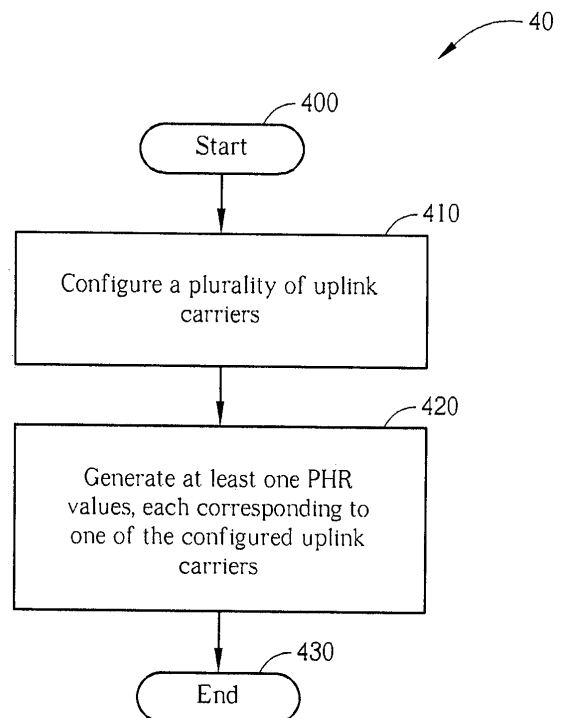 40
400
Start
410
Configure a plurality of uplink
carriers
420
Generate at least one PHR
values, each corresponding to
one of the configured uplink
carriers
430
End